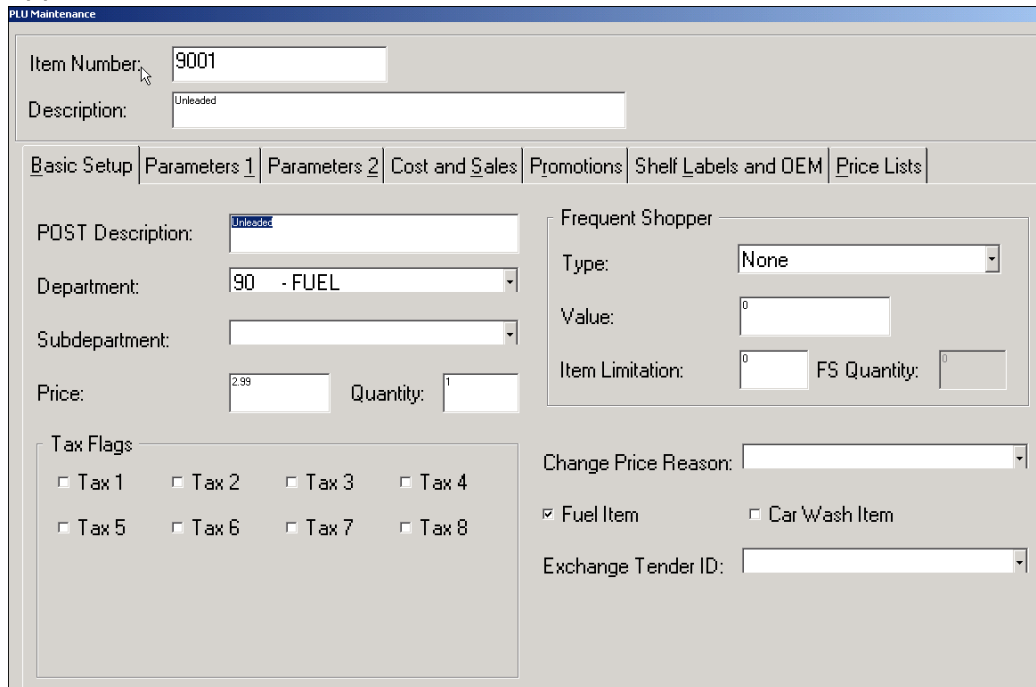 PLU Maintenance
Item Number: 9001
Description: Unleaded
Basic Setup Parameters 1 Parameters 2 Cost and Sales Promotions Shelf Labels and OEM Price Lists
POST Description: Unleaded
Department: 90 - FUEL
Subdepartment:
Price: 2.99 Quantity: 1
Frequent Shopper
Type: None
Value: 0
Item Limitation: 0 FS Quantity: 0
Tax Flags
Tax 1 Tax 2 Tax 3 Tax 4
Tax 5 Tax 6 Tax 7 Tax 8
Change Price Reason:
Fuel Item Car Wash Item
Exchange Tender ID: